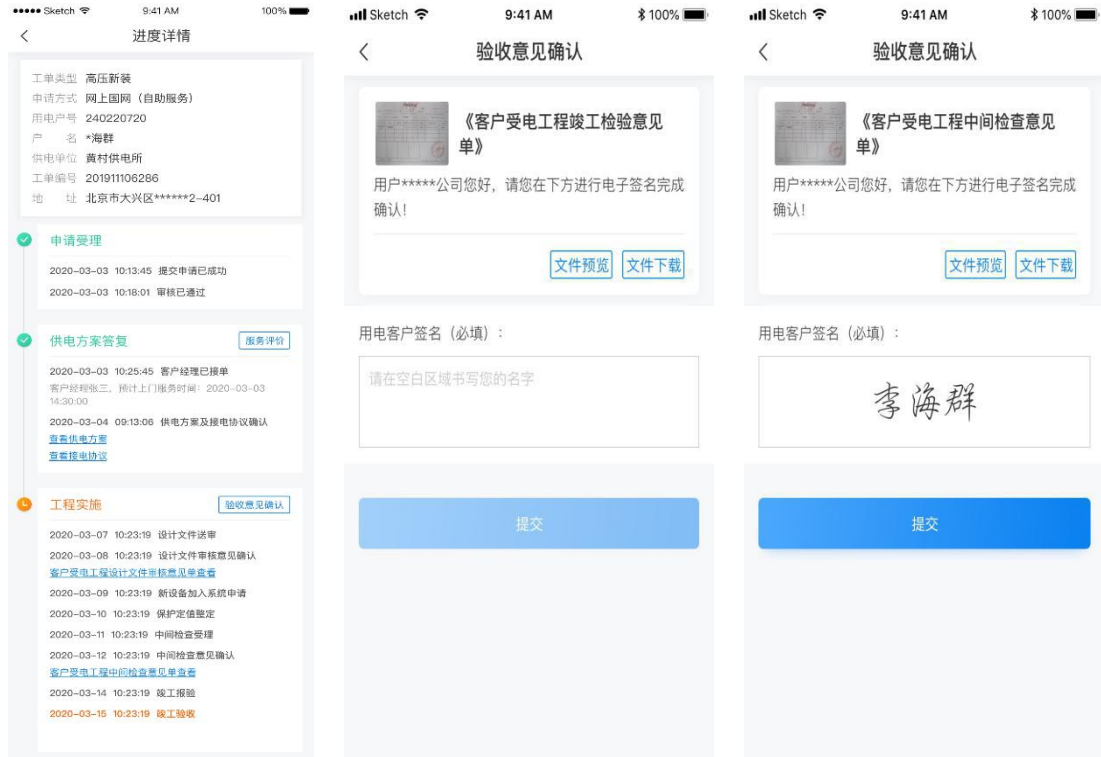 Sketch 9:41 AM 100%
进度详情
工单类型 高压新装
申请方式 网上国网（自助服务）
用电户号 240220720
户 名 *海群
供电单位 黄村供电所
工单编号 201911106286
地 址 北京市大兴区******2-401
申请受理
2020-03-03 10:13:45 提交申请已成功
2020-03-03 10:18:01 审核已通过
供电方案答复 服务评价
2020-03-03 10:25:45 客户经理已接单
客户经理张三，预计上门服务时间：2020-03-03
14:30:00
2020-03-04 09:13:06 供电方案及接电协议确认
查看供电方案
查看接电协议
工程实施 验收意见确认
2020-03-07 10:23:19 设计文件送审
2020-03-08 10:23:19 设计文件审核意见确认
客户受电工程设计文件审核意见单查看
2020-03-09 10:23:19 新设备加入系统申请
2020-03-10 10:23:19 保护定值整定
2020-03-11 10:23:19 中间检查受理
2020-03-12 10:23:19 中间检查意见确认
客户受电工程中间检查意见单查看
2020-03-14 10:23:19 竣工报验
2020-03-15 10:23:19 竣工验收
Sketch 9:41 AM 100%
验收意见确认
《客户受电工程竣工检验意见
单》
用户*****公司您好，请您在下方进行电子签名完成
确认！
文件预览 文件下载
用电客户签名（必填）：
请在空白区域书写您的名字
提交
Sketch 9:41 AM 100%
验收意见确认
《客户受电工程中间检查意见
单》
用户*****公司您好，请您在下方进行电子签名完成
确认！
文件预览 文件下载
用电客户签名（必填）：
李海群
提交